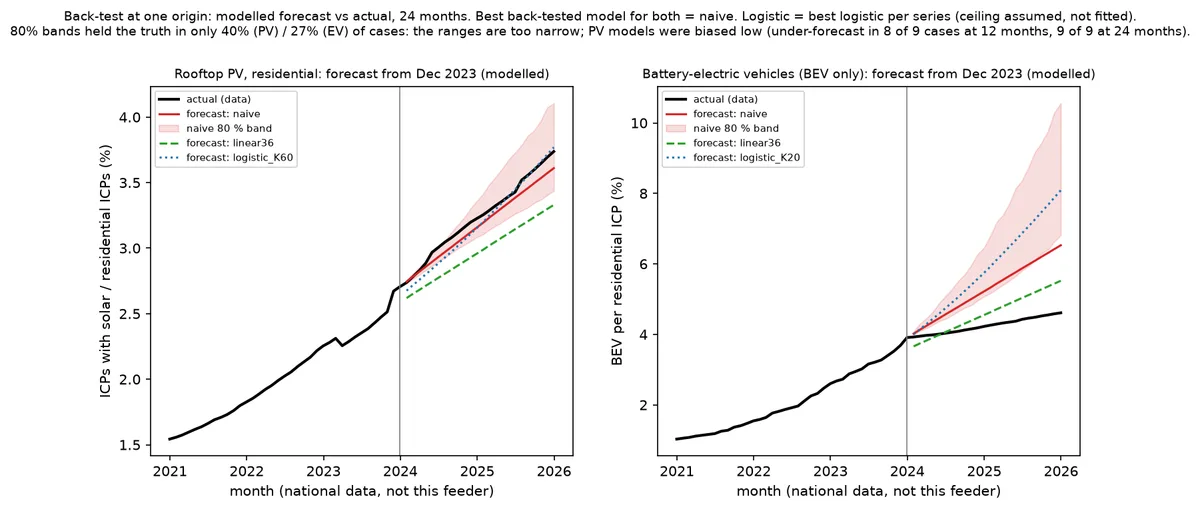 Back-test at one origin: modelled forecast vs actual, 24 months. Best back-tested model for both = naive. Logistic = best logistic per series (ceiling assumed, not fitted).
80% bands held the truth in only 40% (PV) / 27% (EV) of cases: the ranges are too narrow; PV models were biased low (under-forecast in 8 of 9 cases at 12 months, 9 of 9 at 24 months).
Rooftop PV, residential: forecast from Dec 2023 (modelled)
actual (data)
forecast: naive
naive 80 % band
forecast: linear36
forecast: logistic_K60
ICPs with solar / residential ICPs (%)
4.0
3.5
3.0
2.5
2.0
1.5
2021 2022 2023 2024 2025 2026
month (national data, not this feeder)
Battery-electric vehicles (BEV only): forecast from Dec 2023 (modelled)
actual (data)
forecast: naive
naive 80 % band
forecast: linear36
forecast: logistic_K20
BEV per residential ICP (%)
10
8
6
4
2
2021 2022 2023 2024 2025 2026
month (national data, not this feeder)